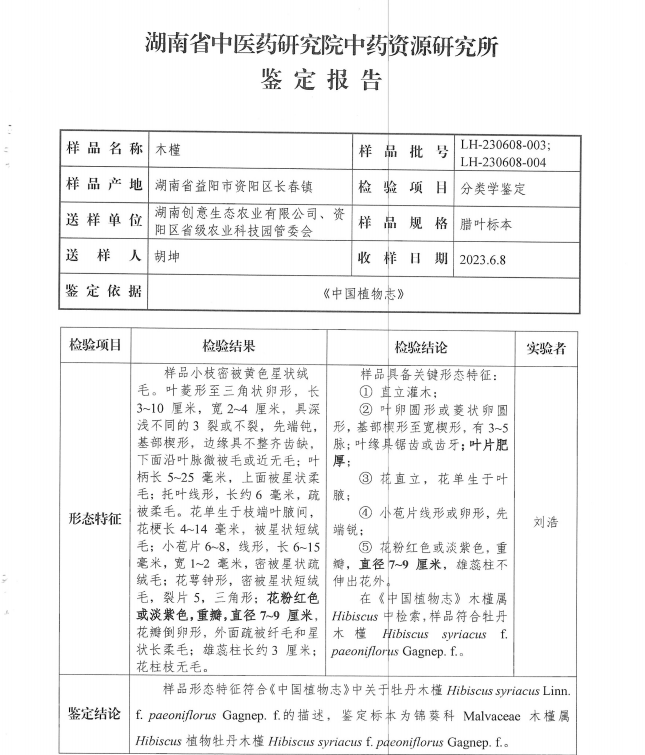 湖南省中医药研究院中药资源研究所
鉴定报告
样品名称 木槿 样品批号 LH-230608-003;
LH-230608-004
样品产地 湖南省益阳市资阳区长春镇 检验项目 分类学鉴定
送样单位 湖南创意生态农业有限公司、资
阳区省级农业科技园管委会 样品规格 腊叶标本
送样人 胡坤 收样日期 2023.6.8
鉴定依据 《中国植物志》
检验项目 检验结果 检验结论 实验者
形态特征
样品小枝密被黄色星状绒
毛。叶菱形至三角状卵形，长
3~10 厘米，宽 2~4 厘米，具深
浅不同的 3 裂或不裂，先端钝，
基部楔形，边缘具不整齐齿缺，
下面沿叶脉微被毛或近无毛；叶
柄长 5~25 毫米，上面被星状柔
毛；托叶线形，长约 6 毫米，疏
被柔毛。花单生于枝端叶腋间，
花梗长 4~14 毫米，被星状短绒
毛；小苞片 6~8，线形，长 6~15
毫米，宽 1~2 毫米，密被星状疏
绒毛；花萼钟形，密被星状短绒
毛，裂片 5，三角形；花粉红色
或淡紫色，重瓣，直径 7~9 厘米，
花瓣倒卵形，外面疏被纤毛和星
状长柔毛；雄蕊柱长约 3 厘米；
花柱枝无毛。
样品具备关键形态特征：
① 直立灌木；
② 叶卵圆形或菱状卵圆
形，基部楔形至宽楔形，有 3~5
脉；叶缘具锯齿或齿牙；叶片肥
厚；
③ 花直立，花单生于叶
腋；
④ 小苞片线形或卵形，先
端锐；
⑤ 花粉红色或淡紫色，重
瓣，直径 7~9 厘米，雄蕊柱不
伸出花外。
在《中国植物志》木槿属
Hibiscus 中检索，样品符合牡丹
木槿 Hibiscus syriacus f.
paeoniflorus Gagnep. f.。
刘浩
鉴定结论
样品形态特征符合《中国植物志》中关于牡丹木槿 Hibiscus syriacus Linn.
f. paeoniflorus Gagnep. f.的描述，鉴定标本为锦葵科 Malvaceae 木槿属
Hibiscus 植物牡丹木槿 Hibiscus syriacus f. paeoniflorus Gagnep. f.。